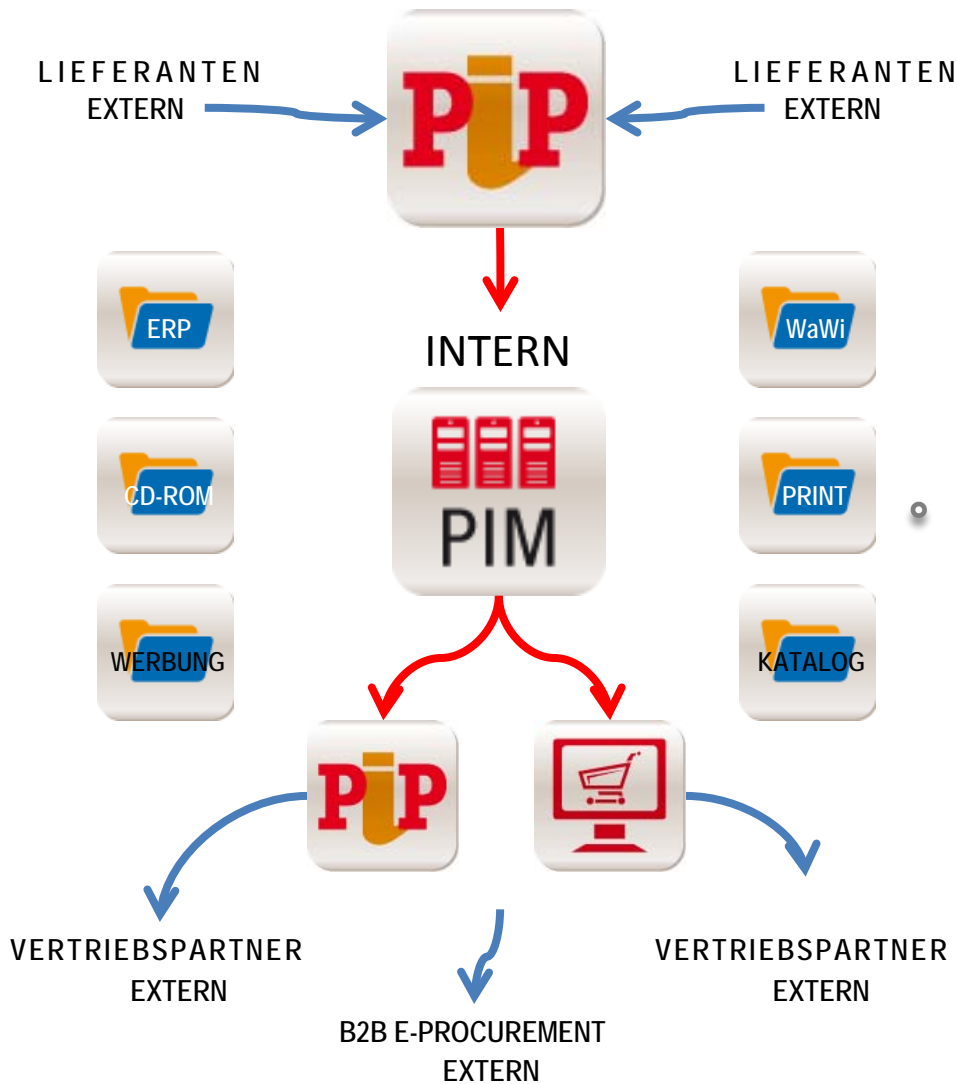 LIEFERANTEN
EXTERN
PiP
LIEFERANTEN
EXTERN
ERP
WaWi
INTERN
CD-ROM
PIM
PRINT
WERBUNG
KATALOG
PiP
VERTRIEBSPARTNER
EXTERN
VERTRIEBSPARTNER
EXTERN
B2B E-PROCUREMENT
EXTERN